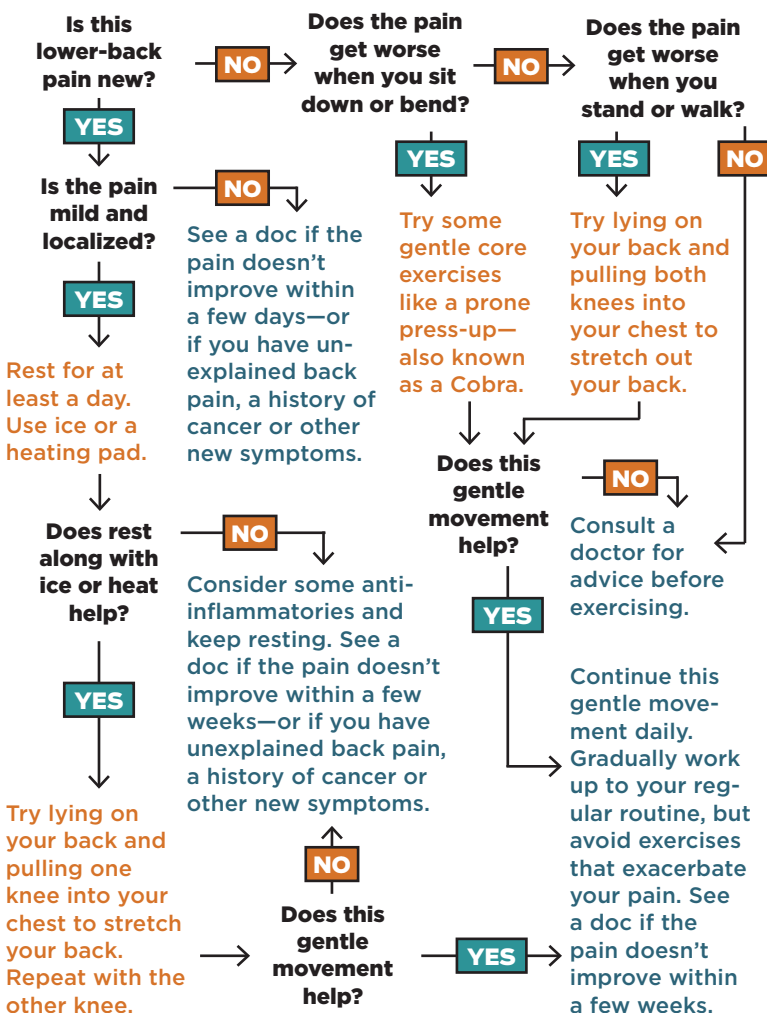 Is this
lower-back
pain new?
NO
Does the pain
get worse
when you sit
down or bend?
NO
Does the pain
get worse
when you
stand or walk?
YES
YES
YES
NO
Is the pain
mild and
localized?
NO
See a doc if the
pain doesn't
improve within
a few days—or
if you have un-
explained back
pain, a history of
cancer or other
new symptoms.
Try some
gentle core
exercises
like a prone
press-up—
also known
as a Cobra.
Try lying on
your back and
pulling both
knees into
your chest to
stretch out
your back.
YES
Rest for at
least a day.
Use ice or a
heating pad.
Does this
gentle
movement
help?
NO
Consult a
doctor for
advice before
exercising.
Does rest
along with
ice or heat
help?
NO
Consider some anti-
inflammatories and
keep resting. See a
doc if the pain doesn't
improve within a few
weeks—or if you have
unexplained back pain,
a history of cancer or
other new symptoms.
YES
YES
Continue this
gentle move-
ment daily.
Gradually work
up to your reg-
ular routine, but
avoid exercises
that exacerbate
your pain. See
a doc if the
pain doesn't
improve within
a few weeks.
Try lying on
your back and
pulling one
knee into your
chest to stretch
your back.
Repeat with the
other knee.
NO
Does this
gentle
movement
help?
YES